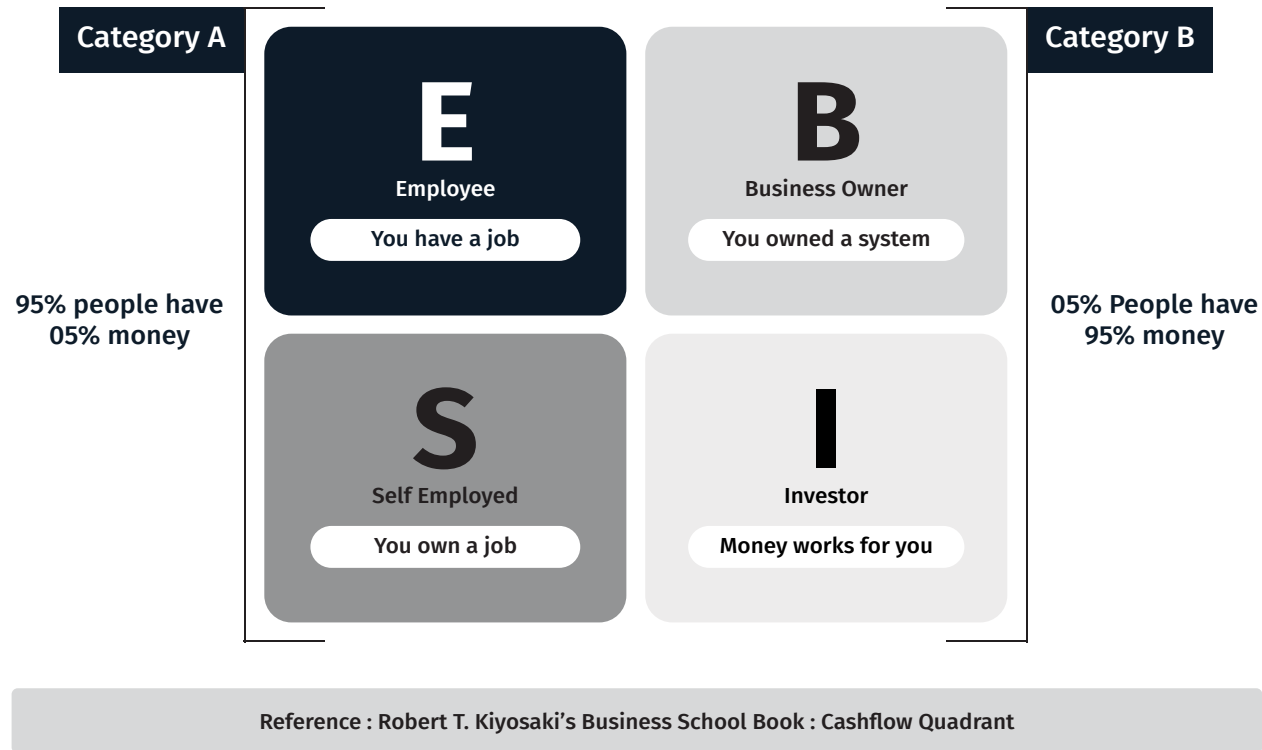 Category A
E
Employee
You have a job
B
Business Owner
You owned a system
Category B
95% people have
05% money
05% People have
95% money
S
Self Employed
You own a job
I
Investor
Money works for you
Reference : Robert T. Kiyosaki’s Business School Book : Cashflow Quadrant